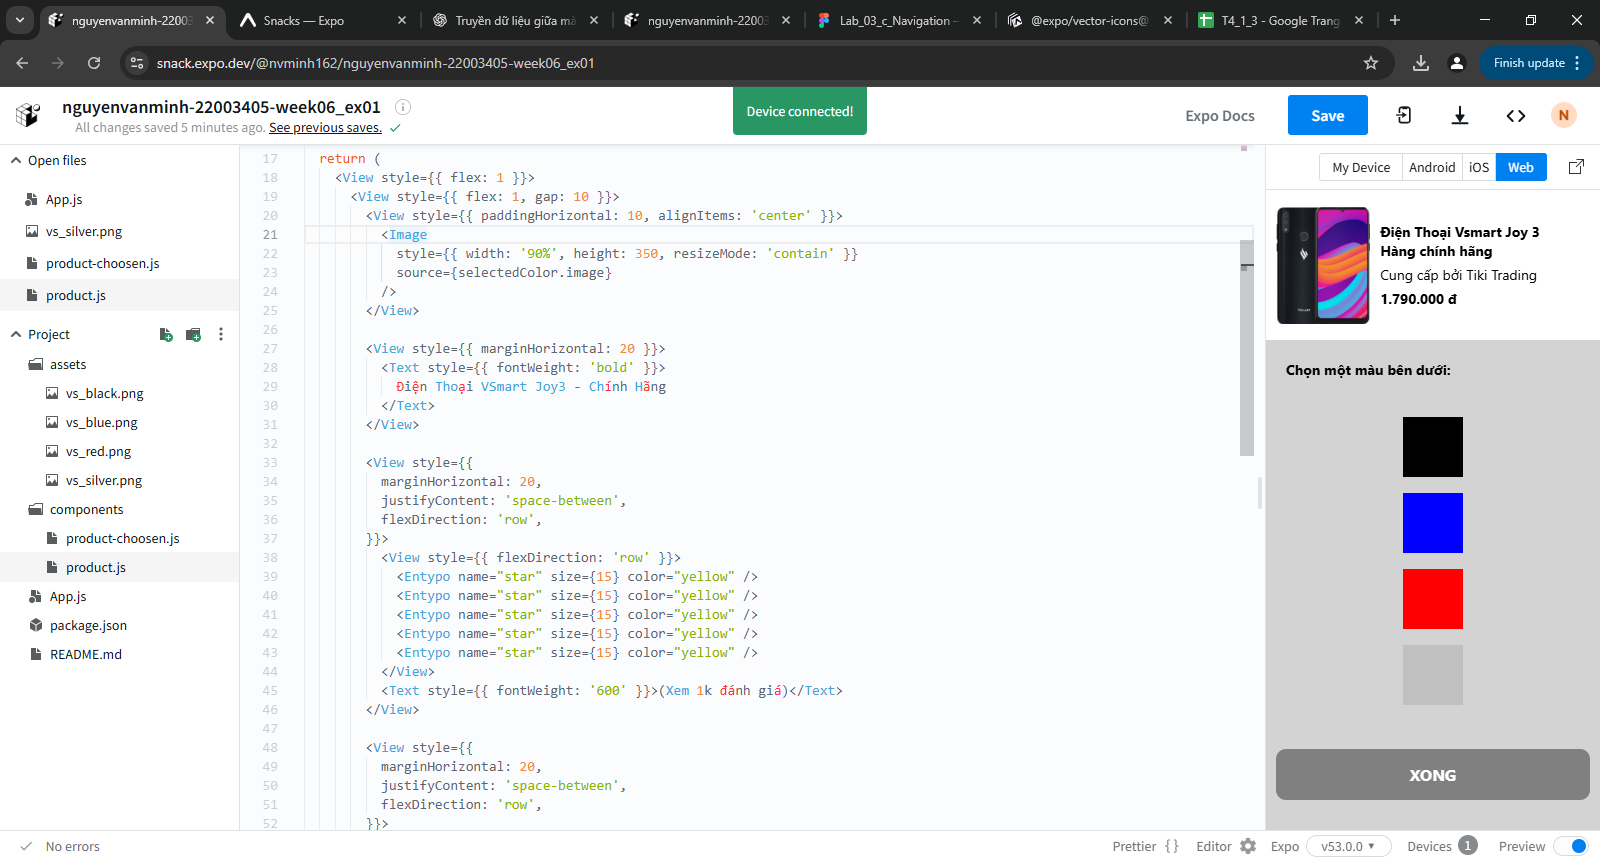 nguyenvanminh-22003
Snacks — Expo
Truyền dữ liệu giữa mà
nguyenvanminh-22003
Lab_03_c_Navigation –
@expo/vector-icons@
T4_1_3 - Google Trang
snack.expo.dev/@nvminh162/nguyenvanminh-22003405-week06_ex01
Finish update
nguyenvanminh-22003405-week06_ex01
All changes saved 5 minutes ago. See previous saves.
Device connected!
Expo Docs
Save
N
Open files
App.js
vs_silver.png
product-choosen.js
product.js
Project
assets
vs_black.png
vs_blue.png
vs_red.png
vs_silver.png
components
product-choosen.js
product.js
App.js
package.json
README.md
17 return (
18 <View style={{ flex: 1 }}>
19 <View style={{ flex: 1, gap: 10 }}>
20 <View style={{ paddingHorizontal: 10, alignItems: 'center' }}>
21 <Image
22 style={{ width: '90%', height: 350, resizeMode: 'contain' }}
23 source={selectedColor.image}
24 />
25 </View>
26
27 <View style={{ marginHorizontal: 20 }}>
28 <Text style={{ fontWeight: 'bold' }}>
29 Điện Thoại VSmart Joy3 - Chính Hãng
30 </Text>
31 </View>
32
33 <View style={{
34 marginHorizontal: 20,
35 justifyContent: 'space-between',
36 flexDirection: 'row',
37 }}>
38 <View style={{ flexDirection: 'row' }}>
39 <Entypo name="star" size={15} color="yellow" />
40 <Entypo name="star" size={15} color="yellow" />
41 <Entypo name="star" size={15} color="yellow" />
42 <Entypo name="star" size={15} color="yellow" />
43 <Entypo name="star" size={15} color="yellow" />
44 </View>
45 <Text style={{ fontWeight: '600' }}>(Xem 1k đánh giá)</Text>
46 </View>
47
48 <View style={{
49 marginHorizontal: 20,
50 justifyContent: 'space-between',
51 flexDirection: 'row',
52 }}>
My Device
Android
iOS
Web
Điện Thoại Vsmart Joy 3
Hàng chính hãng
Cung cấp bởi Tiki Trading
1.790.000 đ
Chọn một màu bên dưới:
XONG
No errors
Prettier { }
Editor
Expo
v53.0.0
Devices 1
Preview